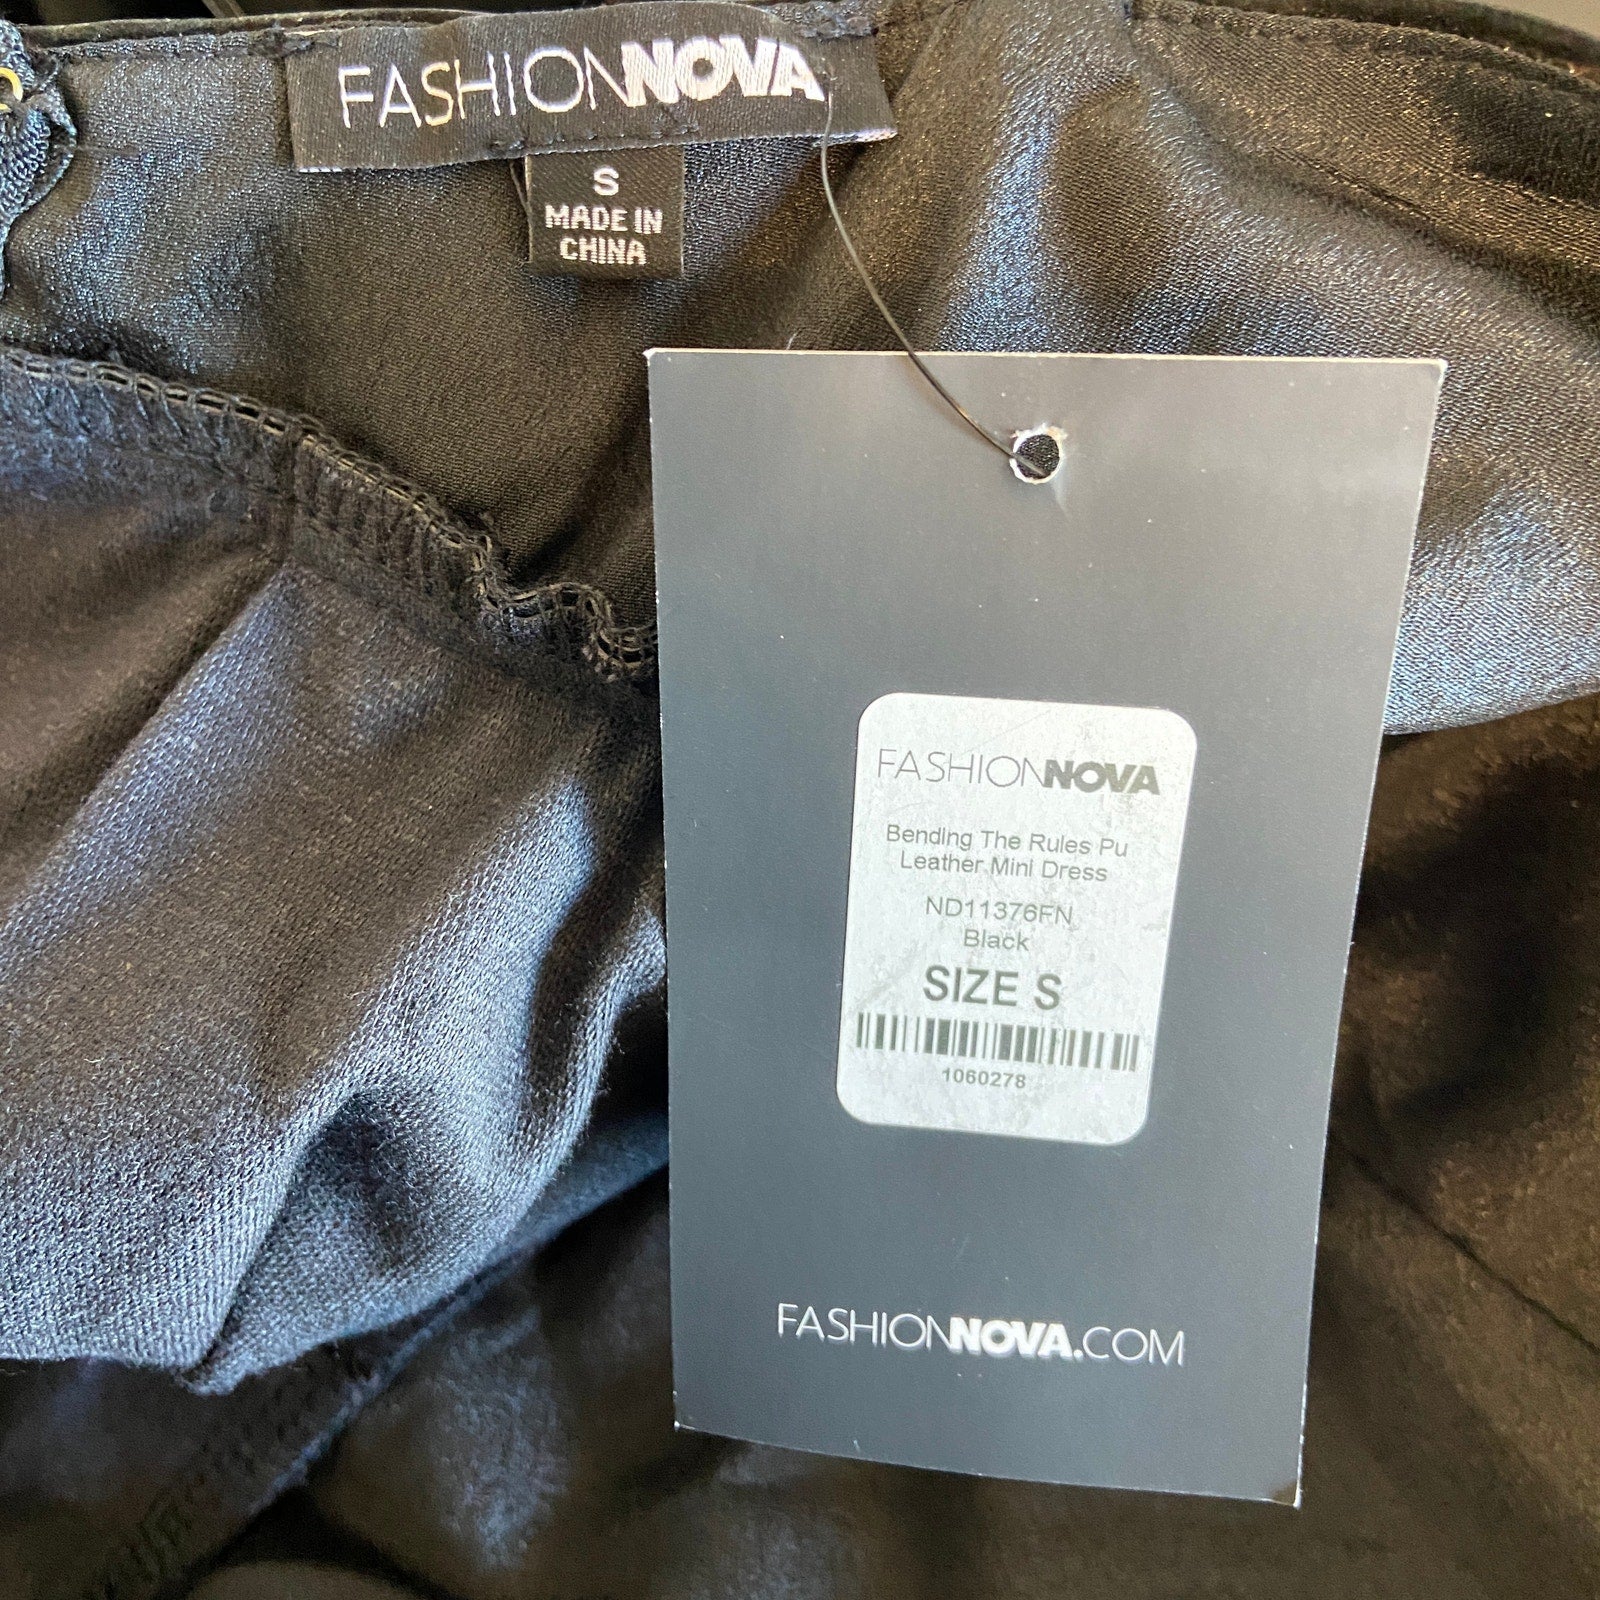 FASHIONNOVA
S
MADE IN
CHINA
FASHIONNOVA
Bending The Rules Pu
Leather Mini Dress
ND11376FN
Black
SIZE S
1060278
FASHIONNOVA.COM